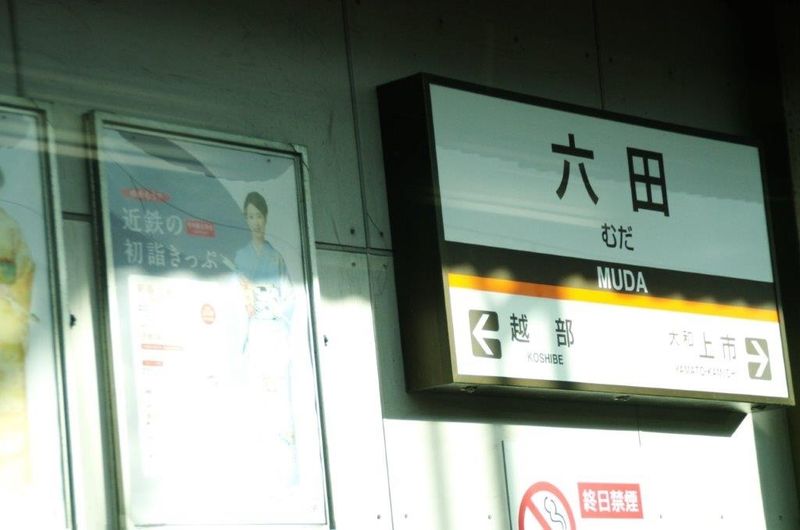 近鉄の
初詣きっぷ
六田
むだ
MUDA
越部
KOSHIBE
大和上市
YAMATO-KAMICHI
終日禁煙